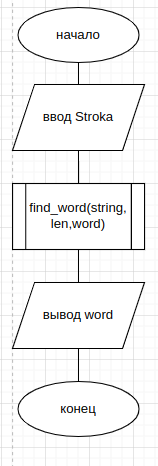 начало
ввод Stroka
find_word(string,
len,word)
вывод word
конец